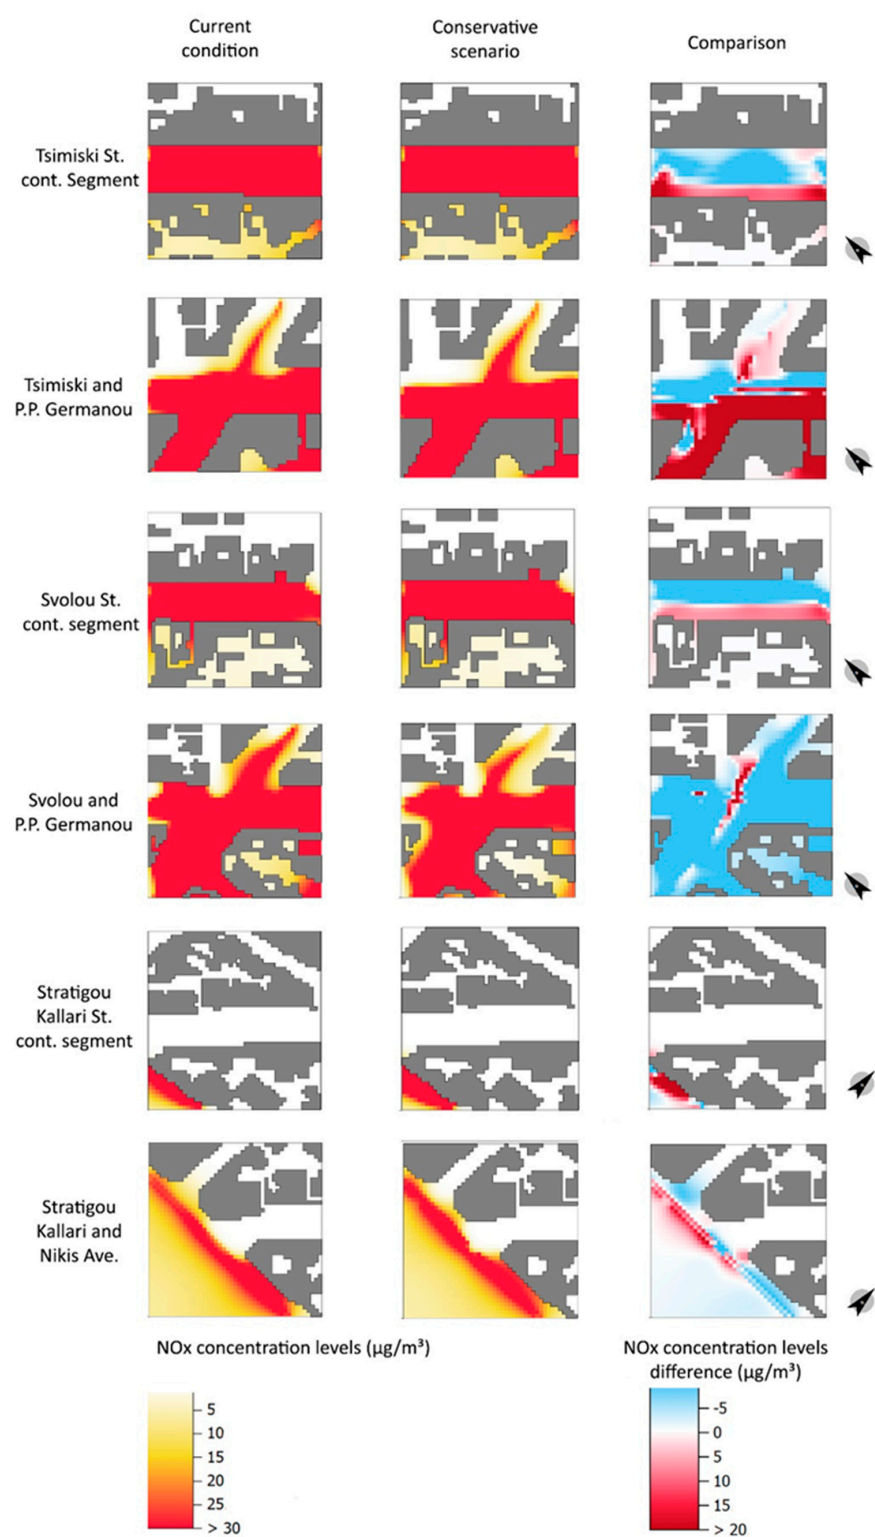 Current
condition
Conservative
scenario
Comparison
Tsimiski St.
cont. Segment
Tsimiski and
P.P. Germanou
Svolou St.
cont. segment
Svolou and
P.P. Germanou
Stratigou
Kallari St.
cont. segment
Stratigou
Kallari and
Nikis Ave.
NOx concentration levels (µg/m³)
5
10
15
20
25
> 30
NOx concentration levels
difference (µg/m³)
-5
0
5
10
15
> 20